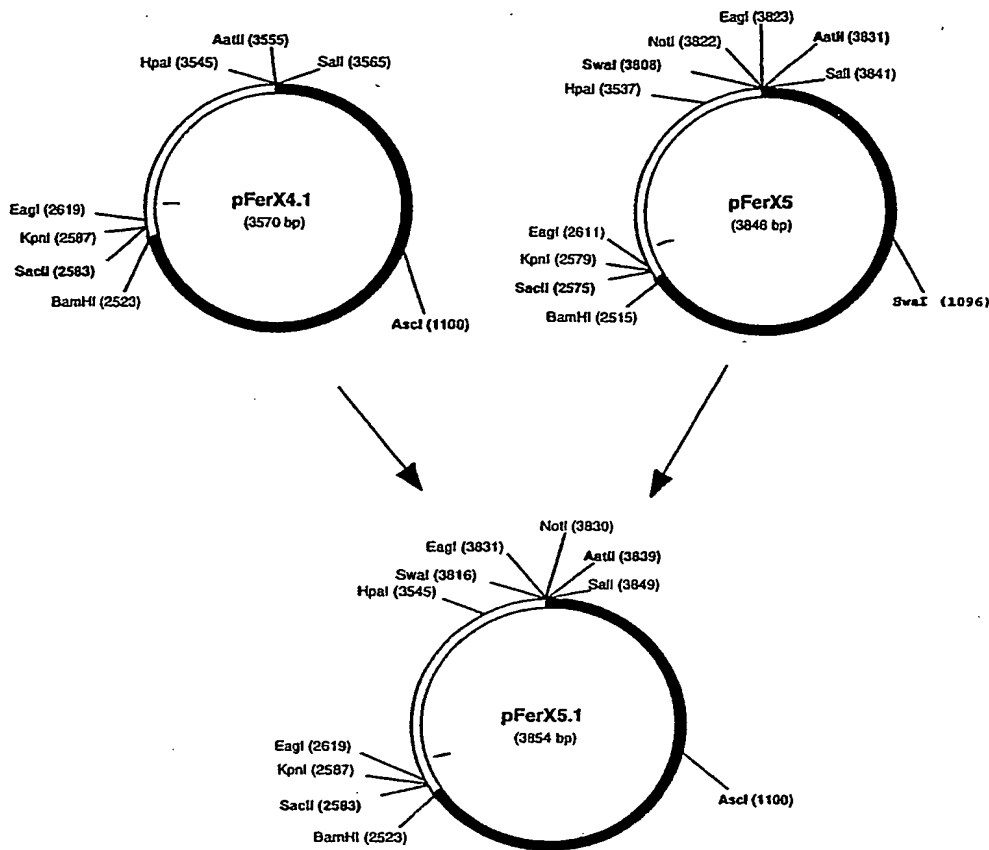 AatII (3555)
HpaI (3545)
SalI (3565)
EagI (2619)
KpnI (2587)
SacII (2583)
BamHI (2523)
pFerX4.1
(3570 bp)
AscI (1100)
EagI (3823)
NotI (3822)
AatII (3831)
SwaI (3808)
SalI (3841)
HpaI (3537)
EagI (2611)
KpnI (2579)
SacII (2575)
BamHI (2515)
pFerX5
(3846 bp)
SwaI (1096)
NotI (3830)
EagI (3831)
AatII (3839)
SwaI (3816)
SalI (3849)
HpaI (3545)
EagI (2619)
KpnI (2587)
SacII (2583)
BamHI (2523)
pFerX5.1
(3854 bp)
AscI (1100)